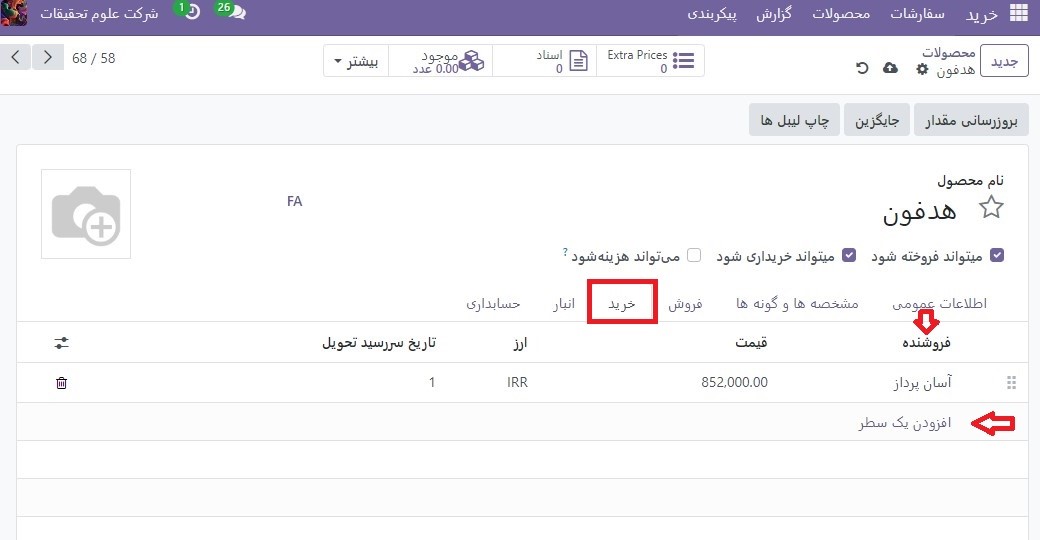 خرید سفارشات محصولات گزارش پیکربندی 26 1 شرکت علوم تحقیقات
جدید محصولات
هدفون
Extra Prices
0
اسناد
0
موجود
0.00 عدد
بیشتر
68 / 58
بروزرسانی مقدار جایگزین چاپ لیبل ها
نام محصول
هدفون
FA
میتواند فروخته شود میتواند خریداری شود می‌تواند هزینه‌شود ?
اطلاعات عمومی مشخصه ها و گونه ها فروش خرید انبار حسابداری
فروشنده قیمت ارز تاریخ سررسید تحویل
آسان پرداز 852,000.00 IRR 1
افزودن یک سطر